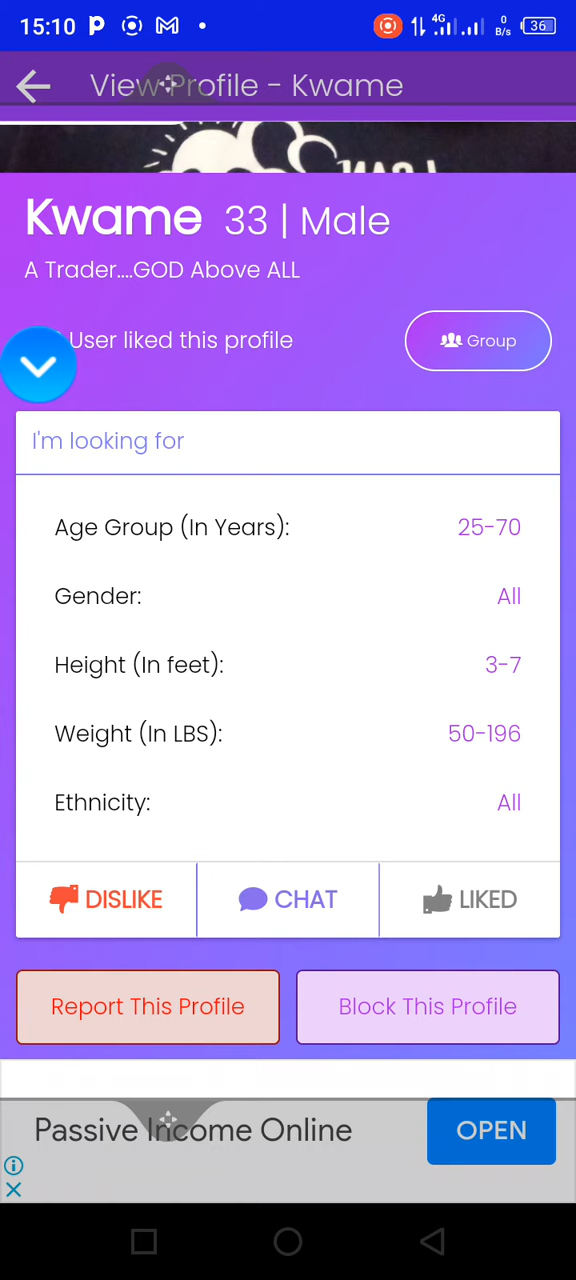 15:10
4G
0
B/s
36
View Profile - Kwame
Kwame 33 | Male
A Trader....GOD Above ALL
User liked this profile
Group
I'm looking for
Age Group (In Years): 25-70
Gender: All
Height (In feet): 3-7
Weight (In LBS): 50-196
Ethnicity: All
DISLIKE CHAT LIKED
Report This Profile Block This Profile
Passive Income Online OPEN